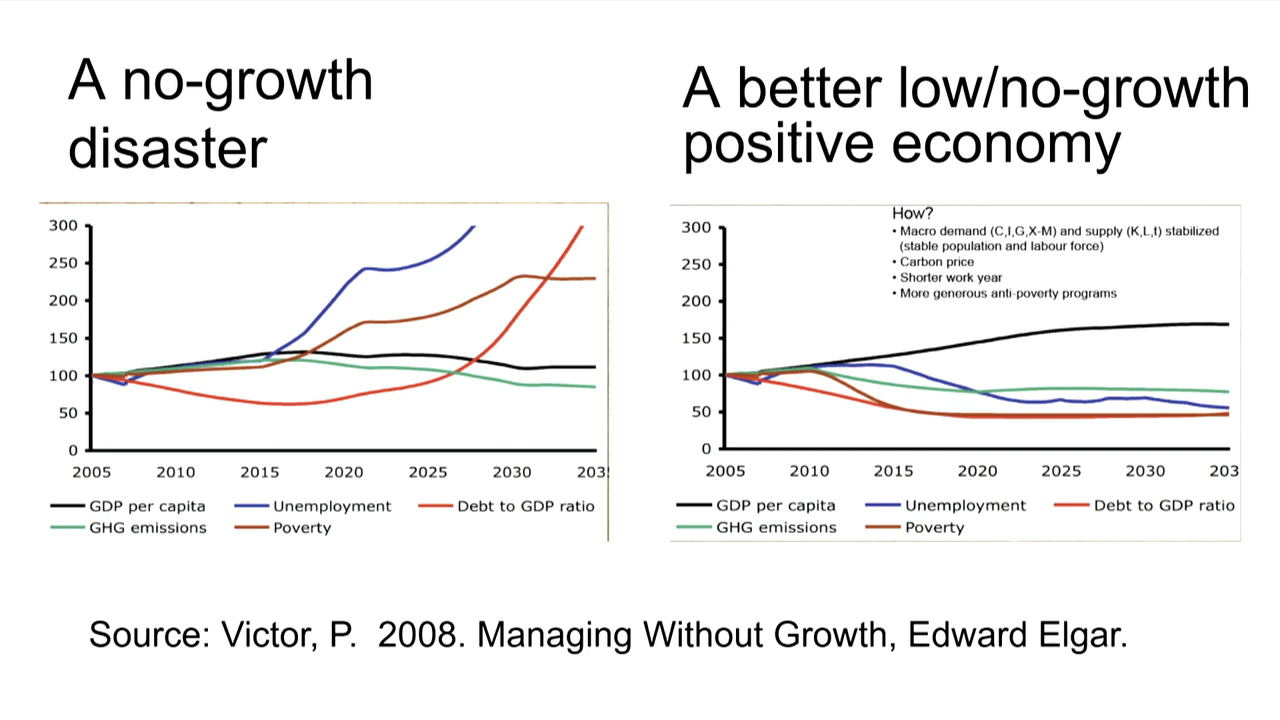 A no-growth
disaster
A better low/no-growth
positive economy
300
250
200
150
100
50
0
2005 2010 2015 2020 2025 2030 203
GDP per capita Unemployment Debt to GDP ratio
GHG emissions Poverty
How?
• Macro demand (C,I,G,X-M) and supply (K,L,t) stabilized
(stable population and labour force)
• Carbon price
• Shorter work year
• More generous anti-poverty programs
300
250
200
150
100
50
0
2005 2010 2015 2020 2025 2030 203
GDP per capita Unemployment Debt to GDP ratio
GHG emissions Poverty
Source: Victor, P. 2008. Managing Without Growth, Edward Elgar.